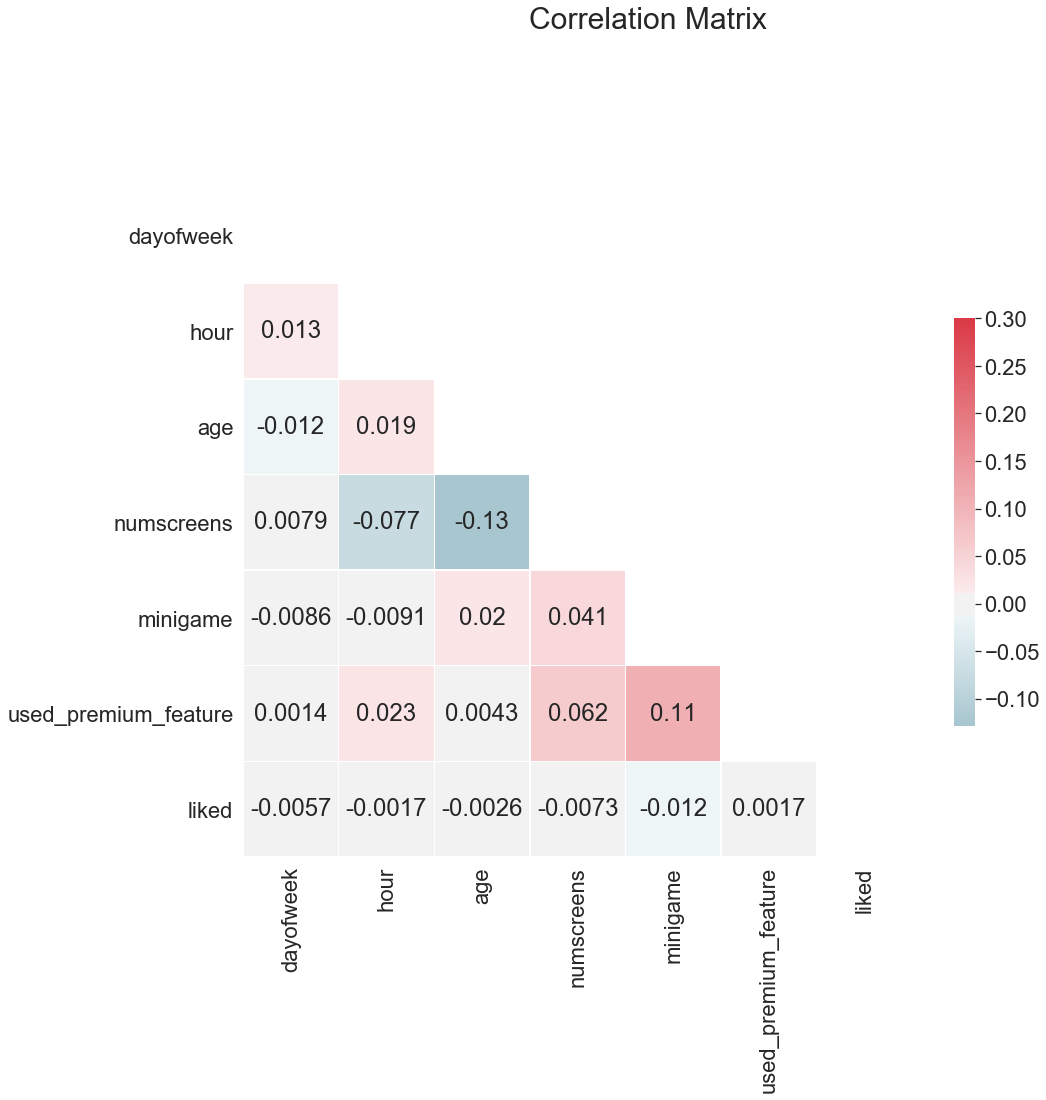 Correlation Matrix
dayofweek
hour 0.013
0.30
0.25
age -0.012 0.019
0.20
0.15
numscreens 0.0079 -0.077 -0.13
0.10
0.05
minigame -0.0086 -0.0091 0.02 0.041
0.00
−0.05
used_premium_feature 0.0014 0.023 0.0043 0.062 0.11
−0.10
liked -0.0057 -0.0017 -0.0026 -0.0073 -0.012 0.0017
dayofweek
hour
age
numscreens
minigame
used_premium_feature
liked